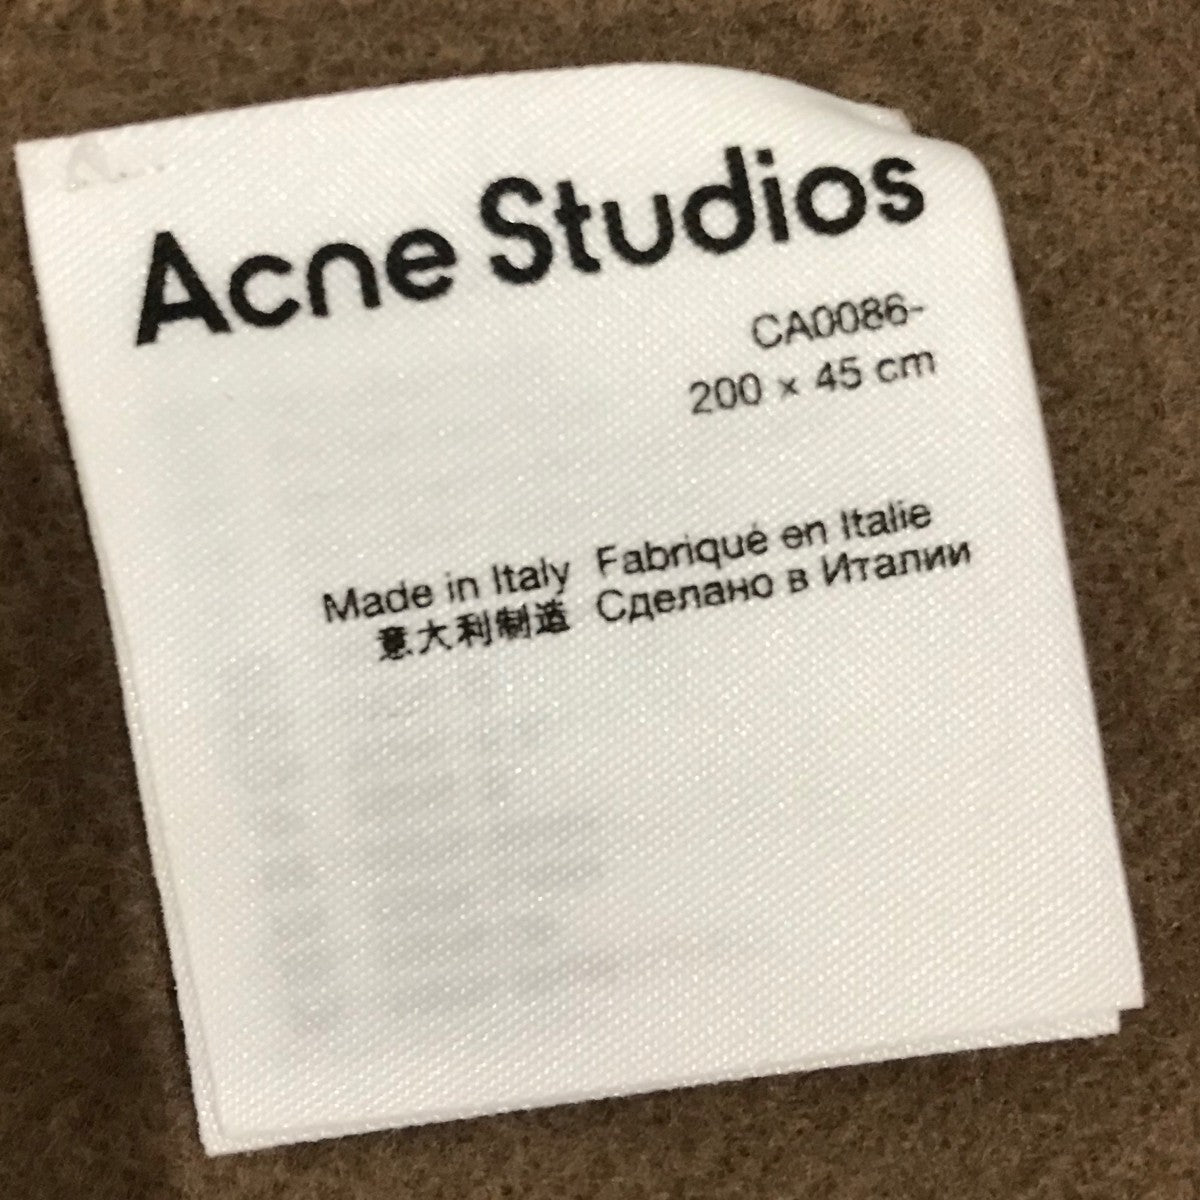 Acne Studios
CA0086-
200 x 45 cm
Made in Italy Fabriqué en Italie
意大利制造 Сделано в Италии